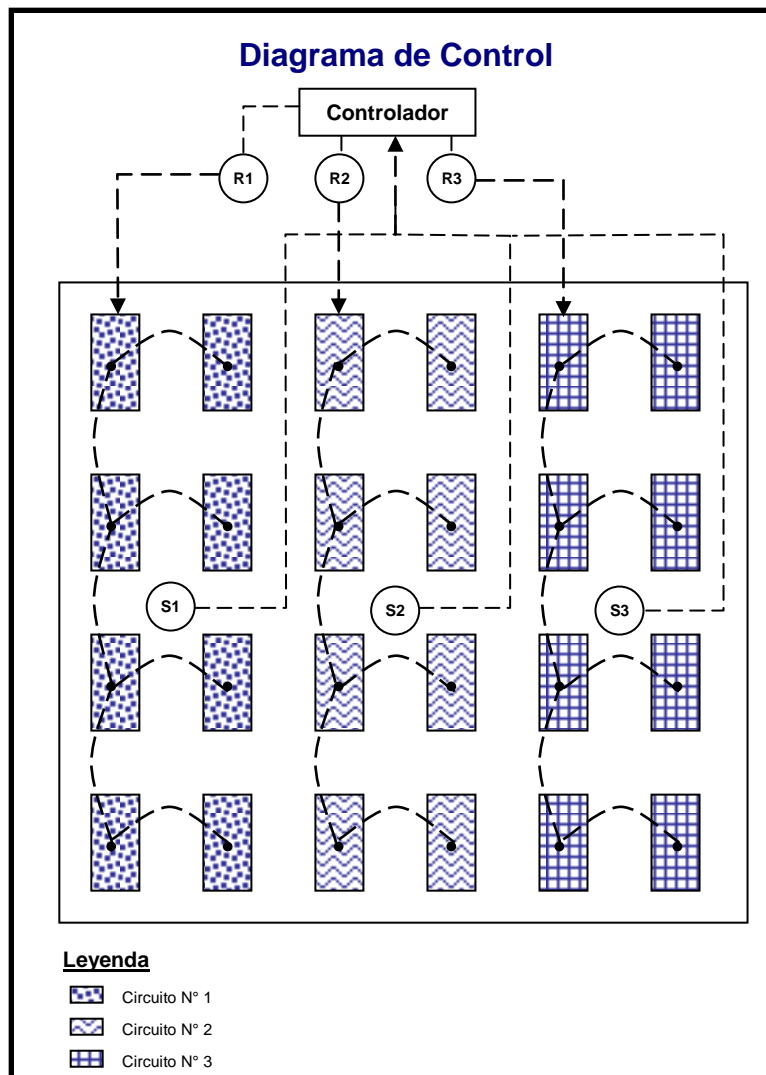 Diagrama de Control
Controlador
R1 R2 R3
S1 S2 S3
Leyenda
Circuito N° 1
Circuito N° 2
Circuito N° 3